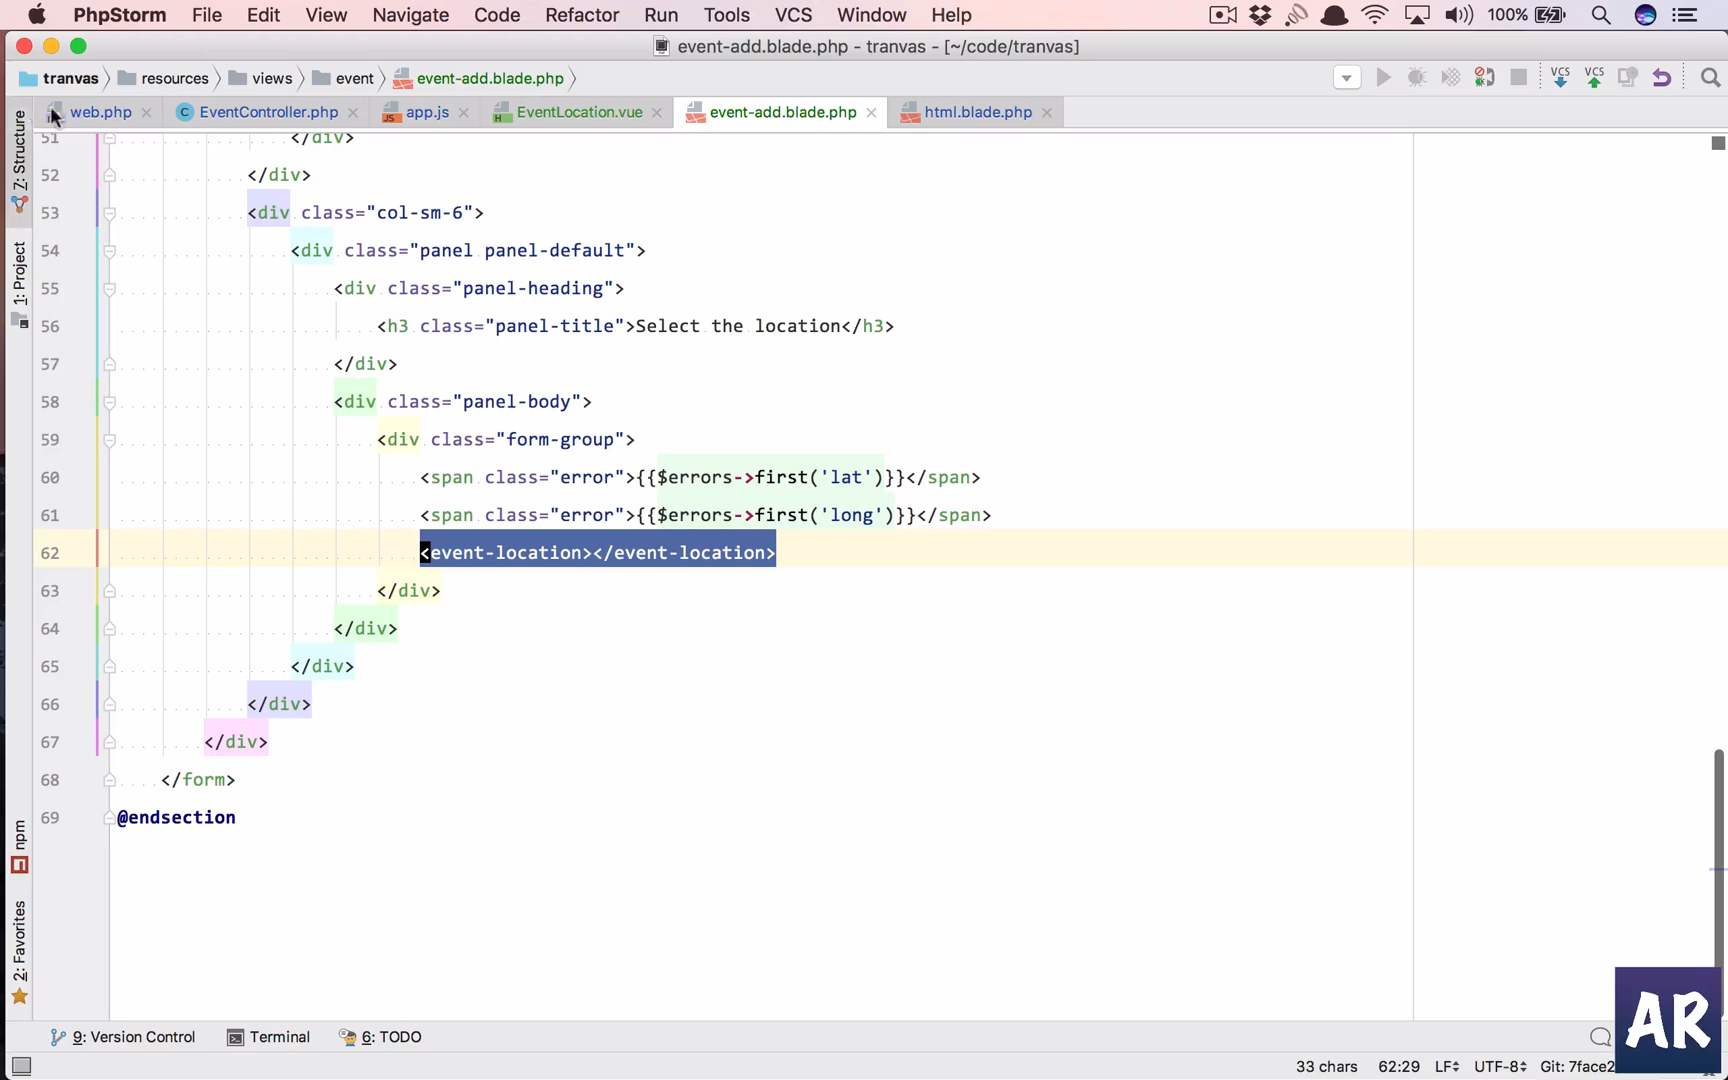 PhpStorm File Edit View Navigate Code Refactor Run Tools VCS Window Help 100%
event-add.blade.php - tranvas - [~/code/tranvas]
tranvas resources views event event-add.blade.php VCS VCS
web.php EventController.php app.js EventLocation.vue event-add.blade.php html.blade.php
51 </div>
52 </div>
53 <div class="col-sm-6">
54 <div class="panel panel-default">
55 <div class="panel-heading">
56 <h3 class="panel-title">Select the location</h3>
57 </div>
58 <div class="panel-body">
59 <div class="form-group">
60 <span class="error">{{$errors->first('lat')}}</span>
61 <span class="error">{{$errors->first('long')}}</span>
62 <event-location></event-location>
63 </div>
64 </div>
65 </div>
66 </div>
67 </div>
68 </form>
69 @endsection
7: Structure
1: Project
npm
2: Favorites
9: Version Control Terminal 6: TODO
33 chars 62:29 LF UTF-8 Git: 7face2
AR